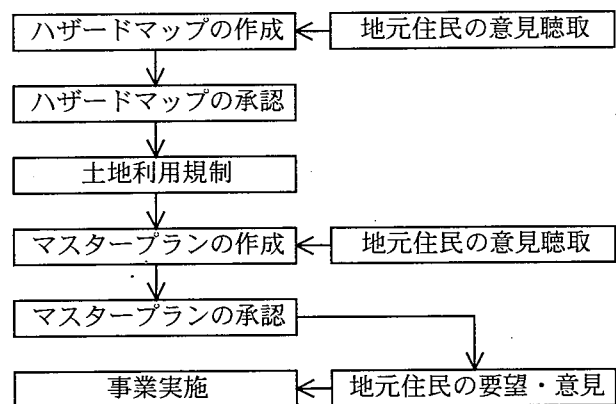 ハザードマップの作成
地元住民の意見聴取
ハザードマップの承認
土地利用規制
マスタープランの作成
地元住民の意見聴取
マスタープランの承認
事業実施
地元住民の要望・意見